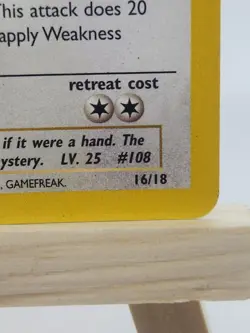 his attack does 20
apply Weakness
retreat cost
if it were a hand. The
ystery. LV. 25 #108
, GAMEFREAK. 16/18